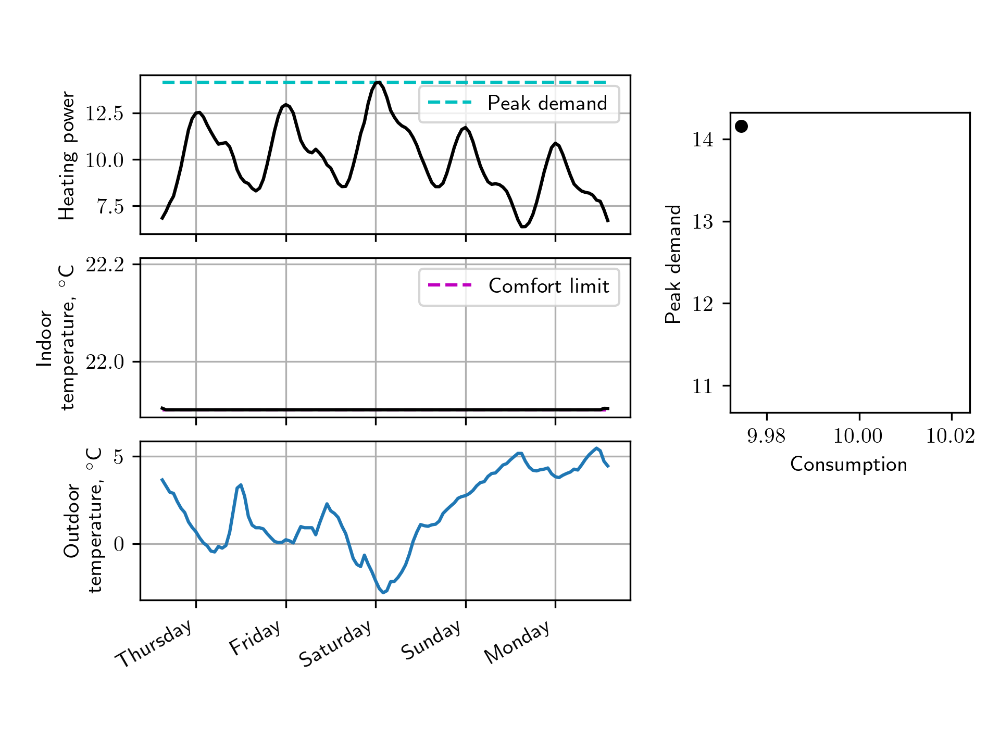 Heating power
12.5
10.0
7.5
Peak demand
Indoor
temperature, °C
22.2
22.0
Comfort limit
Outdoor
temperature, °C
5
0
Thursday
Friday
Saturday
Sunday
Monday
Peak demand
14
13
12
11
9.98
10.00
10.02
Consumption